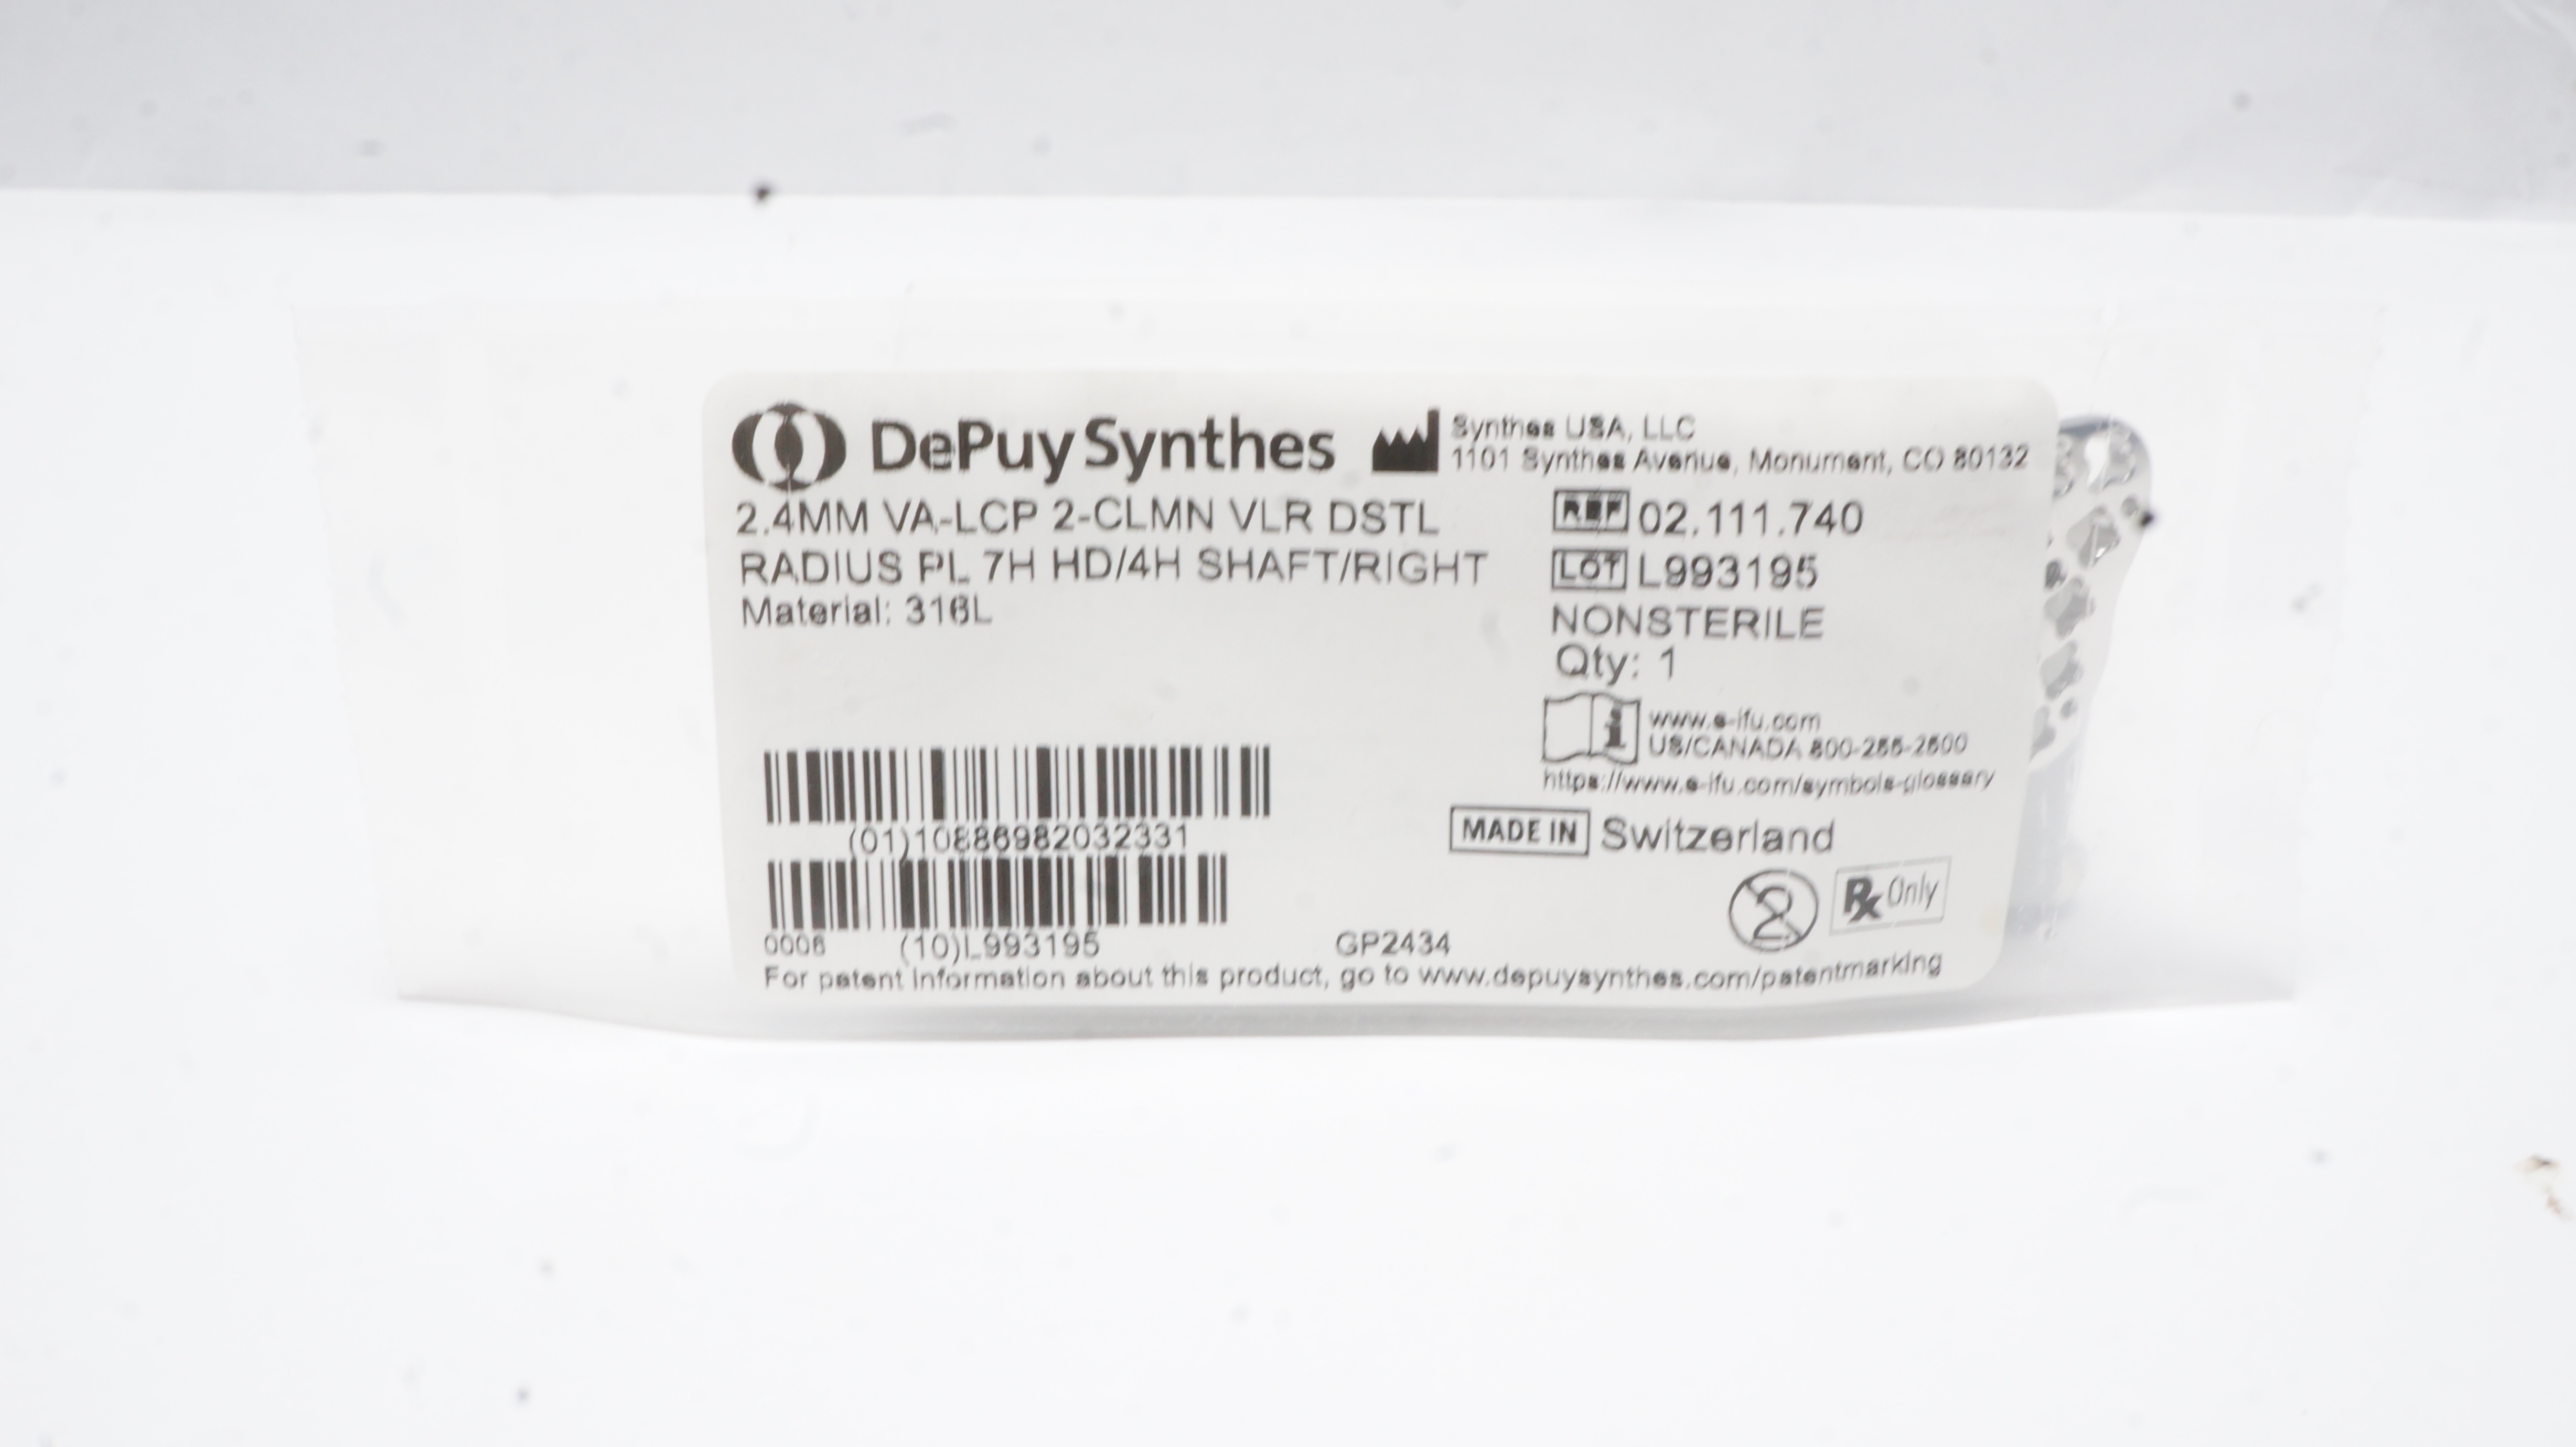 DePuy Synthes
Synthes USA, LLC
1101 Synthes Avenue, Monument, CO 80132
2.4MM VA-LCP 2-CLMN VLR DSTL
RADIUS PL 7H HD/4H SHAFT/RIGHT
Material: 316L
REF 02.111.740
LOT L993195
NONSTERILE
Qty: 1
i www.e-ifu.com
US/CANADA 800-255-2500
https://www.e-ifu.com/symbols-glossary
MADE IN Switzerland
2 Rx Only
(01)10886982032331
0006 (10)L993195 GP2434
For patent information about this product, go to www.depuysynthes.com/patentmarking